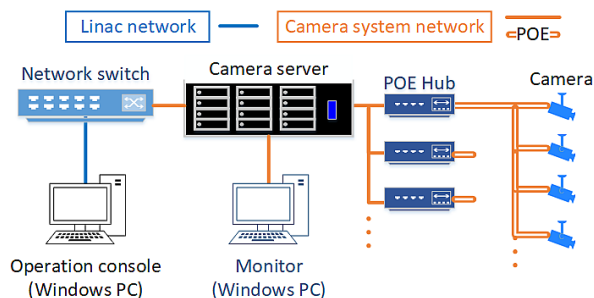 Linac network
Camera system network
POE
Network switch
Camera server
POE Hub
Camera
Operation console
(Windows PC)
Monitor
(Windows PC)